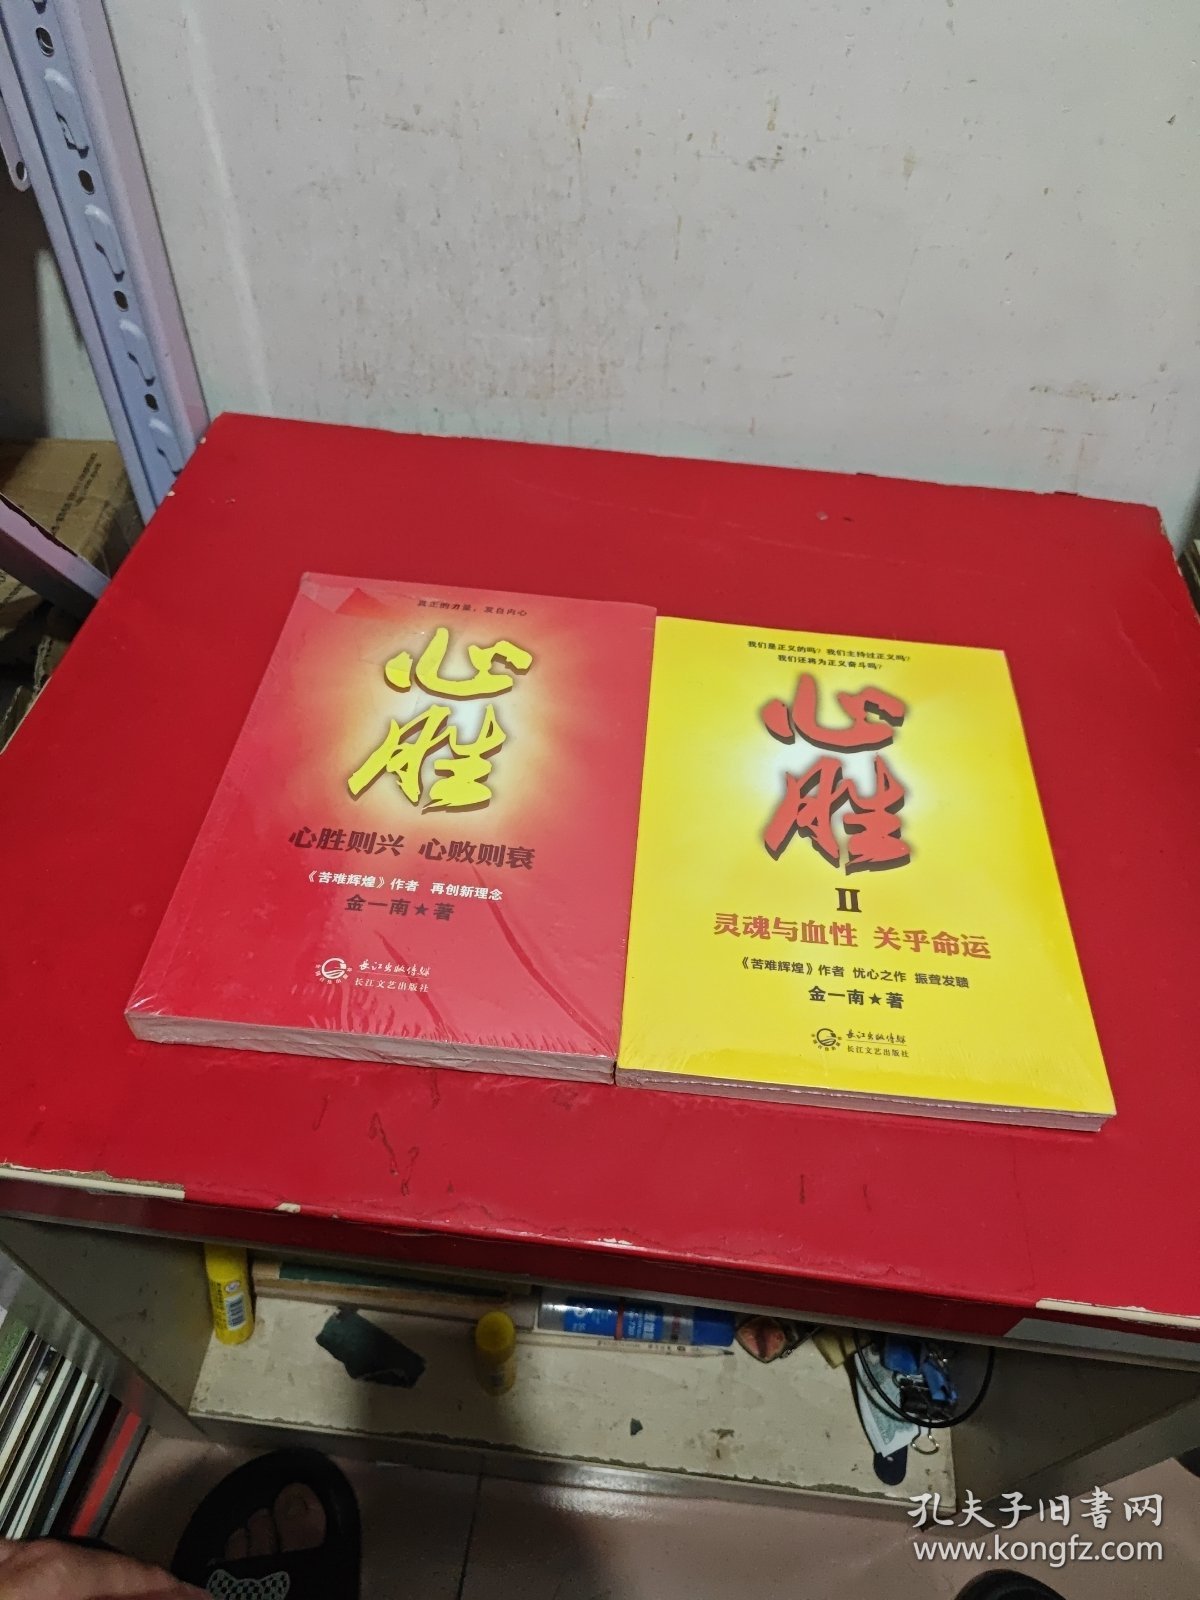 真正的力量，发自内心
心
胜
心胜则兴 心败则衰
《苦难辉煌》作者 再创新理念
金一南★著
长江出版传媒
长江文艺出版社
我们是正义的吗？我们主持过正义吗？
我们还将为正义奋斗吗？
心
胜
II
灵魂与血性 关乎命运
《苦难辉煌》作者 忧心之作 振聋发聩
金一南★著
长江出版传媒
长江文艺出版社
孔夫子旧書网
www.kongfz.com